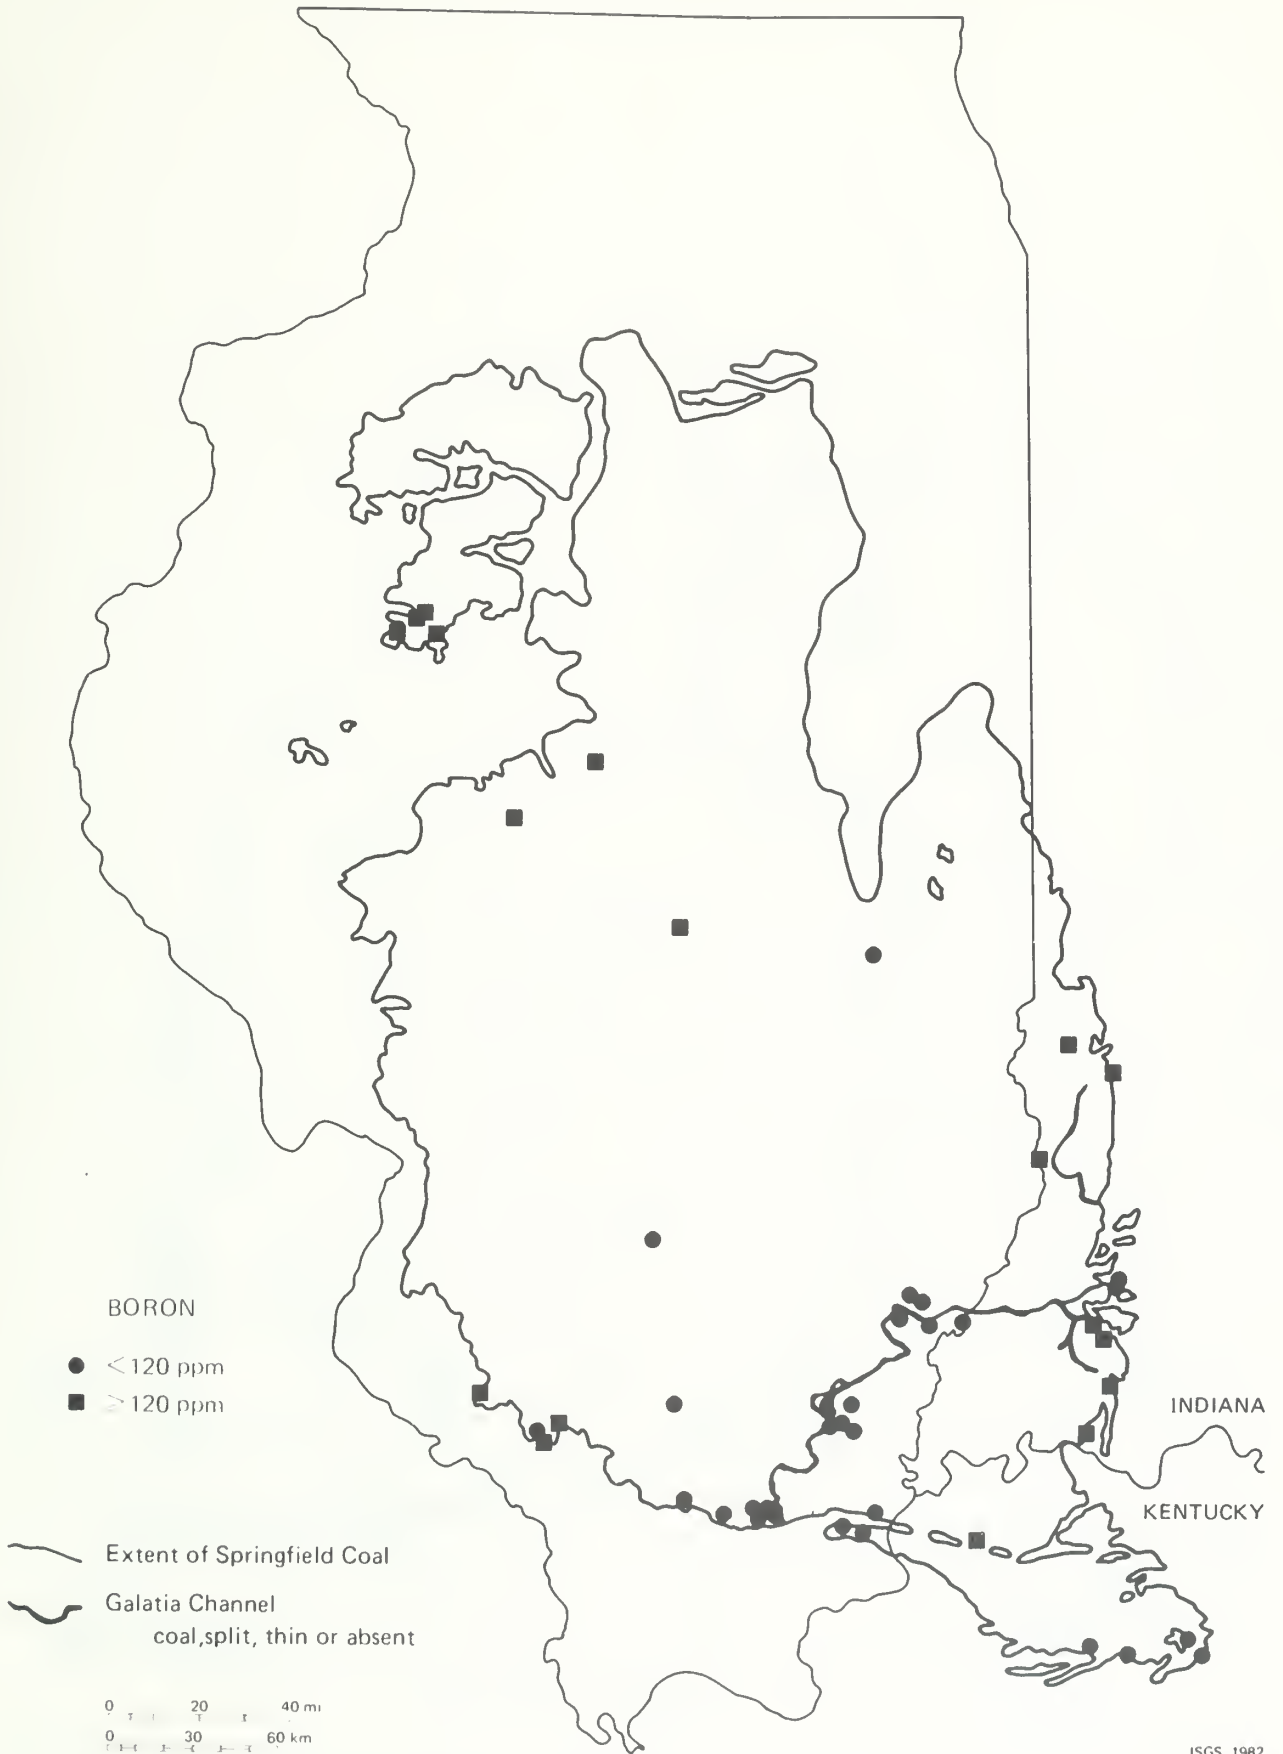 BORON
<120 ppm
≥120 ppm
INDIANA
KENTUCKY
Extent of Springfield Coal
Galatia Channel
coal,split, thin or absent
0 20 40 mi
0 30 60 km
ISGS 1982